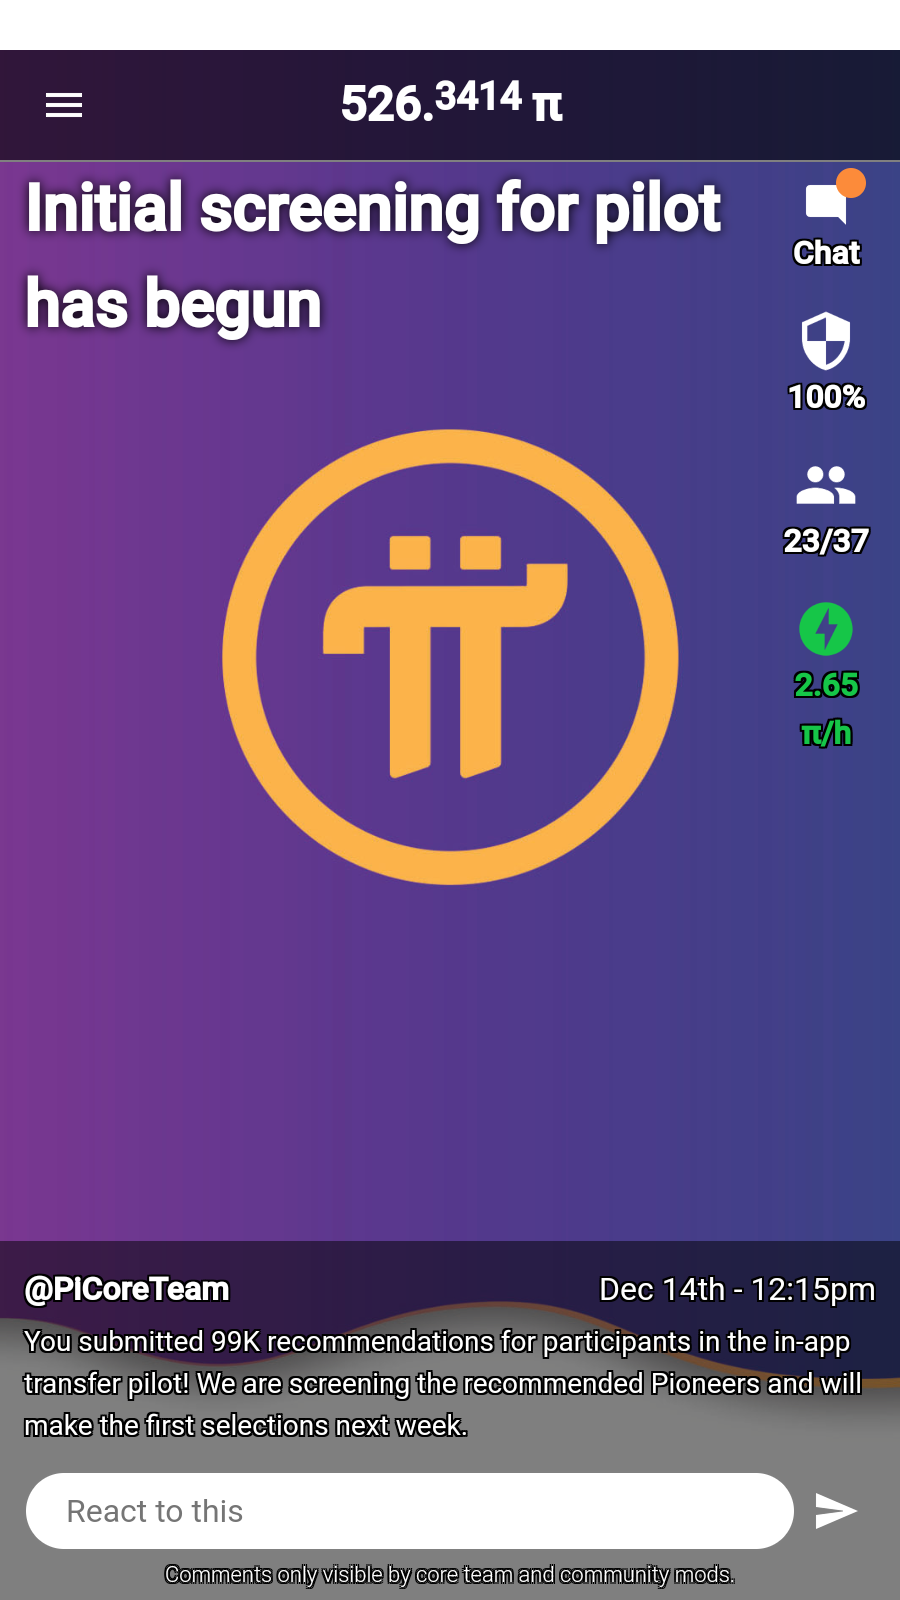 526.3414 π
Initial screening for pilot
has begun
Chat
100%
23/37
2.65
π/h
@PiCoreTeam
Dec 14th - 12:15pm
You submitted 99K recommendations for participants in the in-app
transfer pilot! We are screening the recommended Pioneers and will
make the first selections next week.
React to this
Comments only visible by core team and community mods.